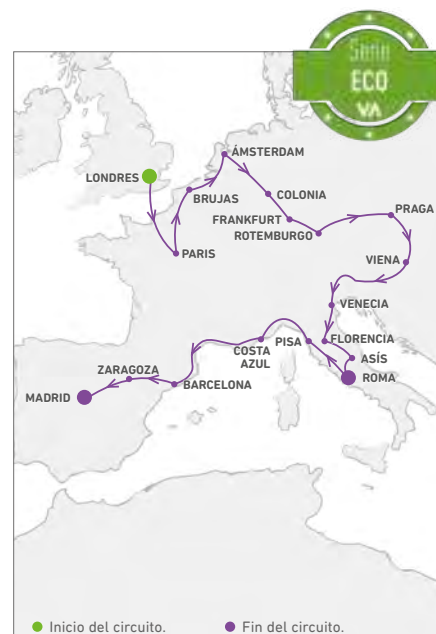 Serie
ECO
VA
ÁMSTERDAM
LONDRES
BRUJAS
COLONIA
FRANKFURT
PRAGA
ROTEMBURGO
PARIS
VIENA
VENECIA
FLORENCIA
PISA
COSTA
AZUL
ASÍS
ZARAGOZA
ROMA
BARCELONA
MADRID
Inicio del circuito.
Fin del circuito.